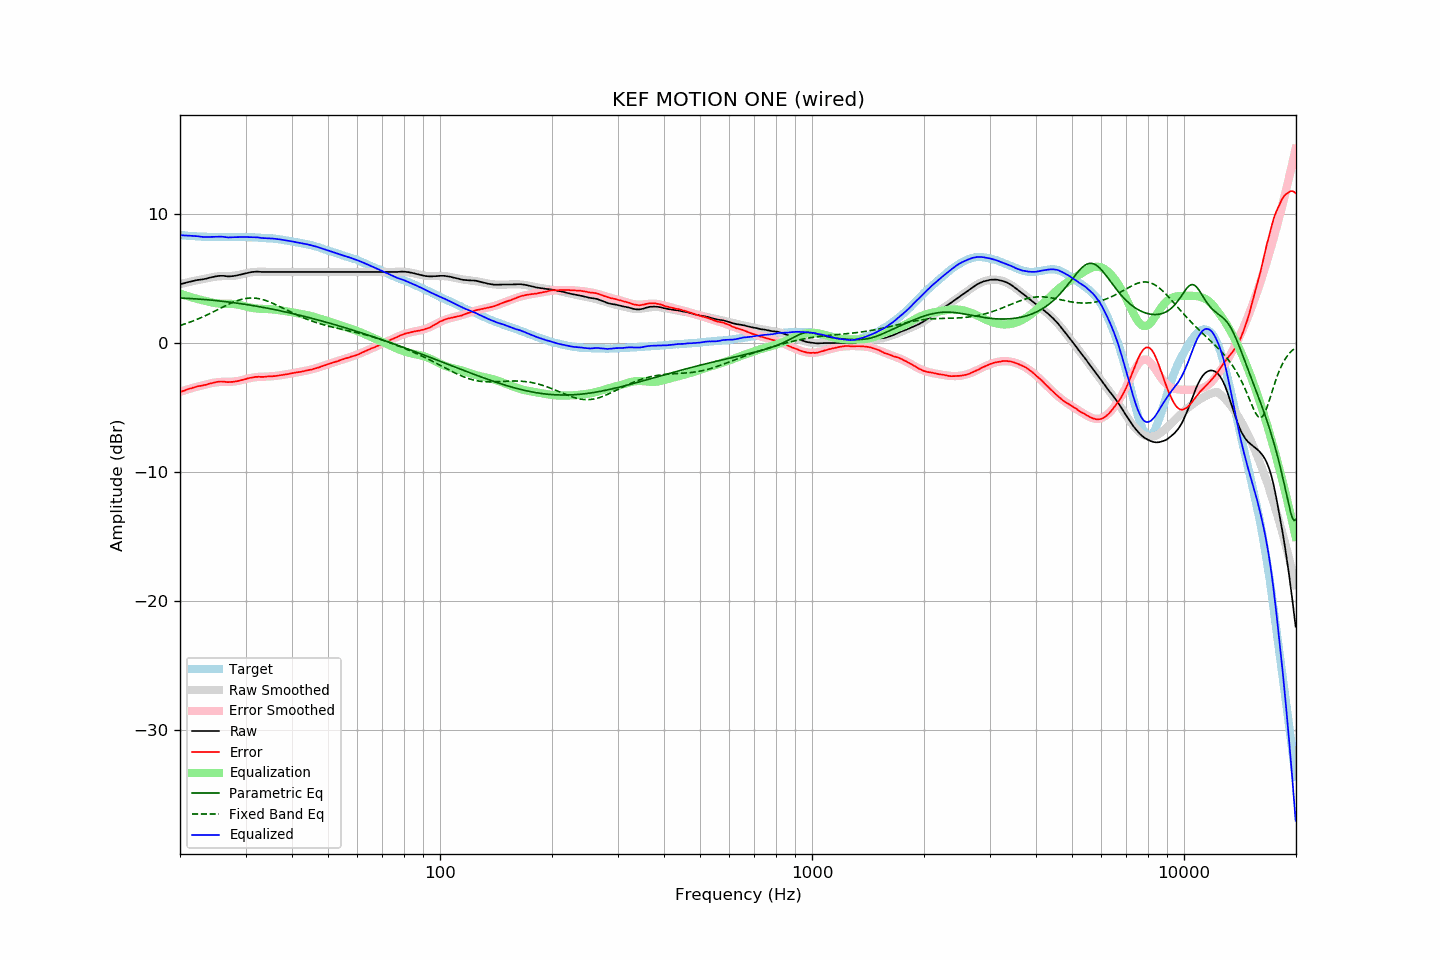 KEF MOTION ONE (wired)
10
0
−10
−20
−30
Amplitude (dBr)
Target
Raw Smoothed
Error Smoothed
Raw
Error
Equalization
Parametric Eq
Fixed Band Eq
Equalized
100
1000
10000
Frequency (Hz)